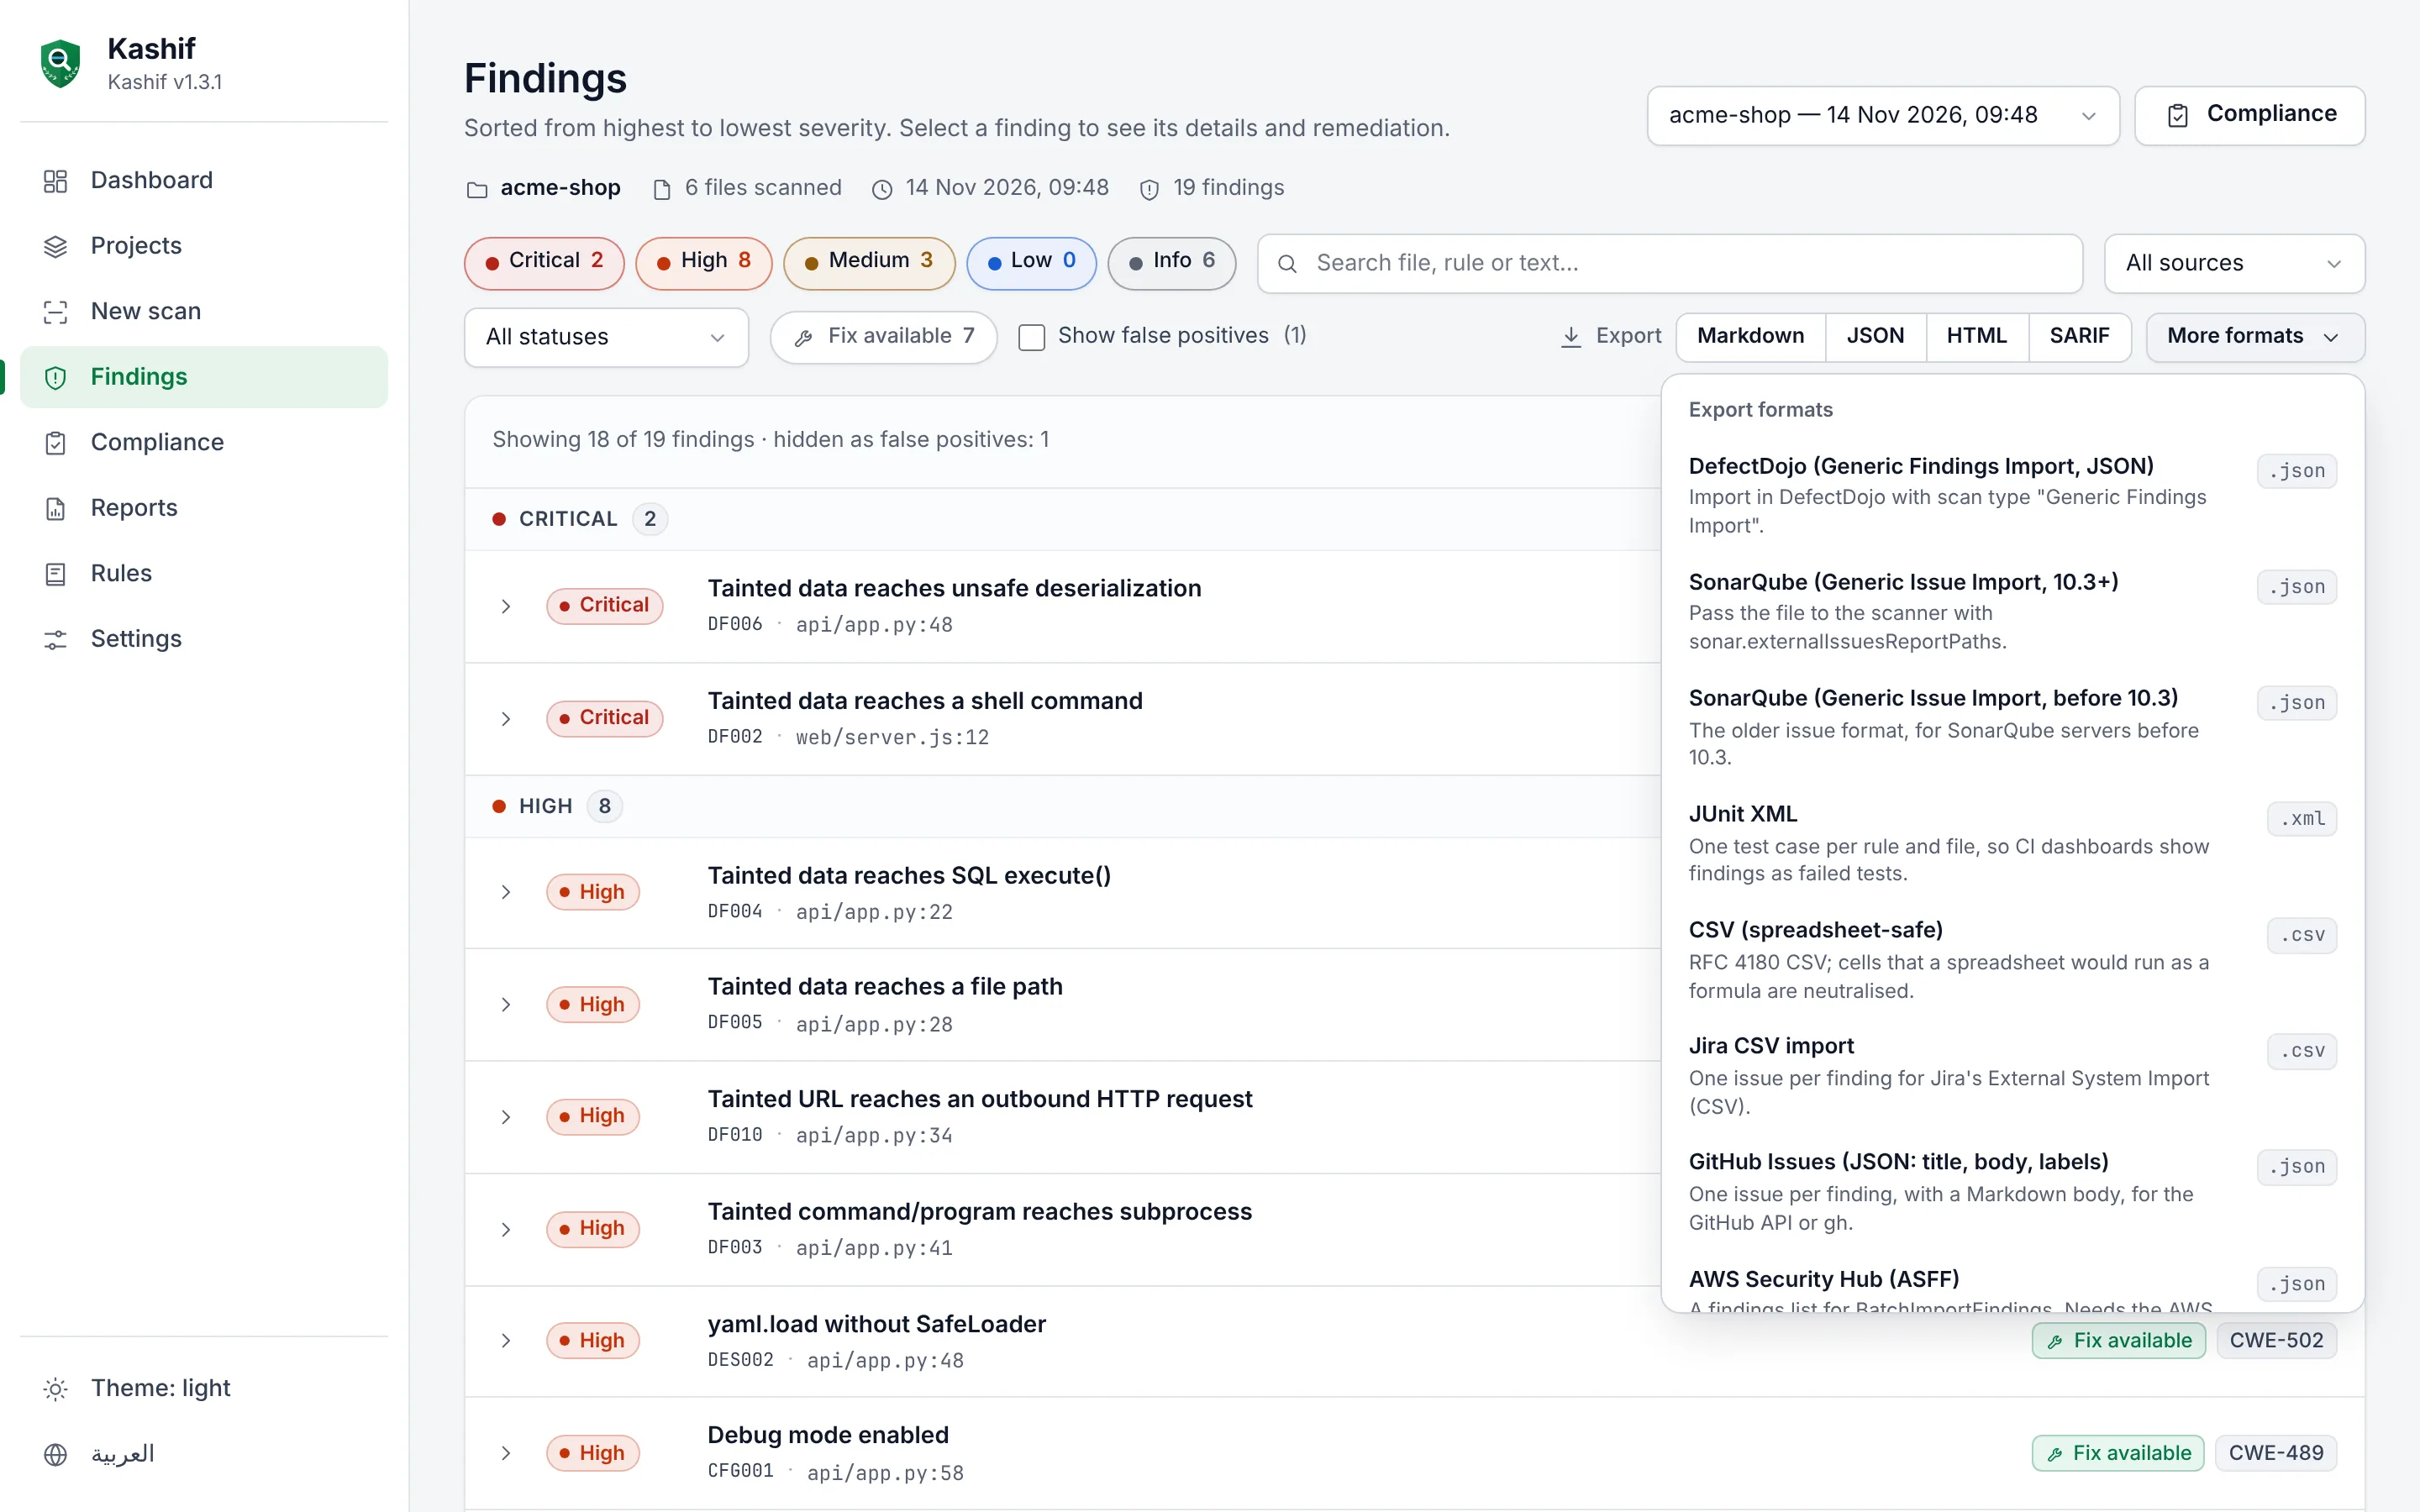 Kashif
Kashif v1.3.1
Dashboard
Projects
New scan
Findings
Compliance
Reports
Rules
Settings
Theme: light
العربية
Findings
Sorted from highest to lowest severity. Select a finding to see its details and remediation.
acme-shop — 14 Nov 2026, 09:48
Compliance
acme-shop 6 files scanned 14 Nov 2026, 09:48 19 findings
Critical 2 High 8 Medium 3 Low 0 Info 6 Search file, rule or text... All sources
All statuses Fix available 7 Show false positives (1) Export Markdown JSON HTML SARIF More formats
Showing 18 of 19 findings · hidden as false positives: 1
CRITICAL 2
Critical Tainted data reaches unsafe deserialization
DF006 · api/app.py:48
Critical Tainted data reaches a shell command
DF002 · web/server.js:12
HIGH 8
High Tainted data reaches SQL execute()
DF004 · api/app.py:22
High Tainted data reaches a file path
DF005 · api/app.py:28
High Tainted URL reaches an outbound HTTP request
DF010 · api/app.py:34
High Tainted command/program reaches subprocess
DF003 · api/app.py:41
High yaml.load without SafeLoader
DES002 · api/app.py:48
Fix available CWE-502
High Debug mode enabled
CFG001 · api/app.py:58
Fix available CWE-489
Export formats
DefectDojo (Generic Findings Import, JSON) .json
Import in DefectDojo with scan type "Generic Findings
Import".
SonarQube (Generic Issue Import, 10.3+) .json
Pass the file to the scanner with
sonar.externalIssuesReportPaths.
SonarQube (Generic Issue Import, before 10.3) .json
The older issue format, for SonarQube servers before
10.3.
JUnit XML .xml
One test case per rule and file, so CI dashboards show
findings as failed tests.
CSV (spreadsheet-safe) .csv
RFC 4180 CSV; cells that a spreadsheet would run as a
formula are neutralised.
Jira CSV import .csv
One issue per finding for Jira's External System Import
(CSV).
GitHub Issues (JSON: title, body, labels) .json
One issue per finding, with a Markdown body, for the
GitHub API or gh.
AWS Security Hub (ASFF) .json
A findings list for BatchImportFindings. Needs the AWS